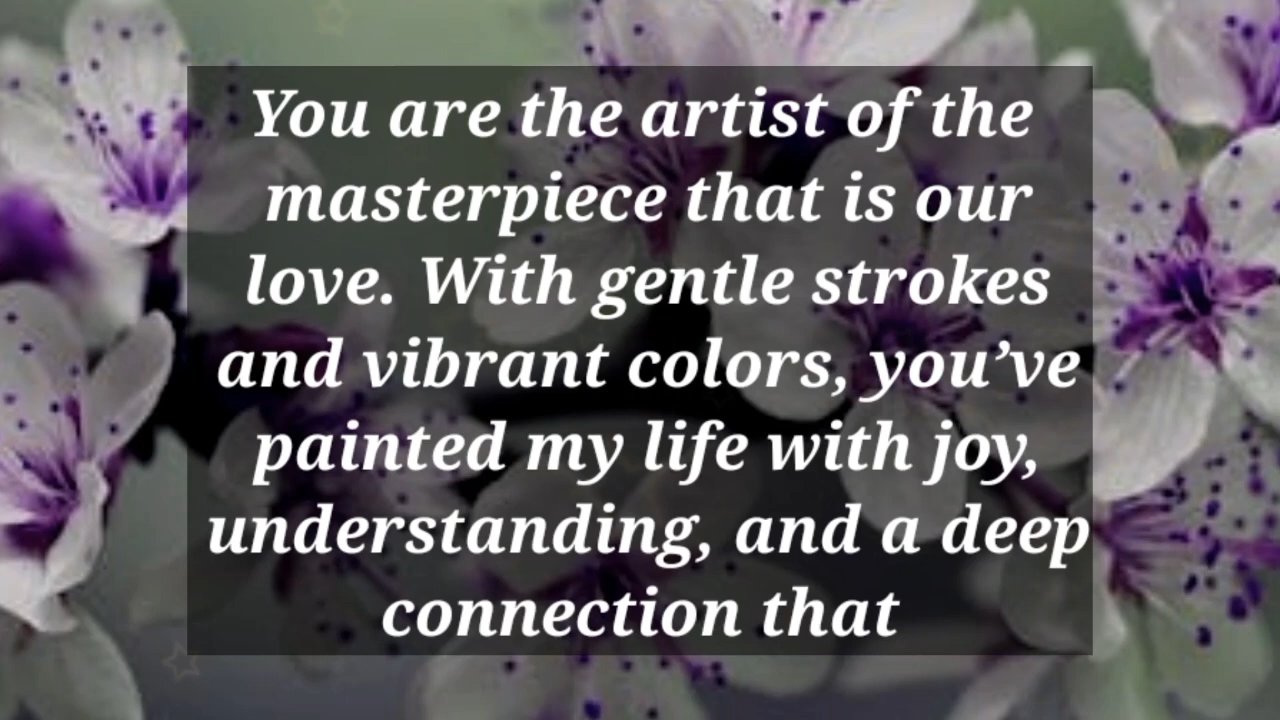 You are the artist of the
masterpiece that is our
love. With gentle strokes
and vibrant colors, you’ve
painted my life with joy,
understanding, and a deep
connection that